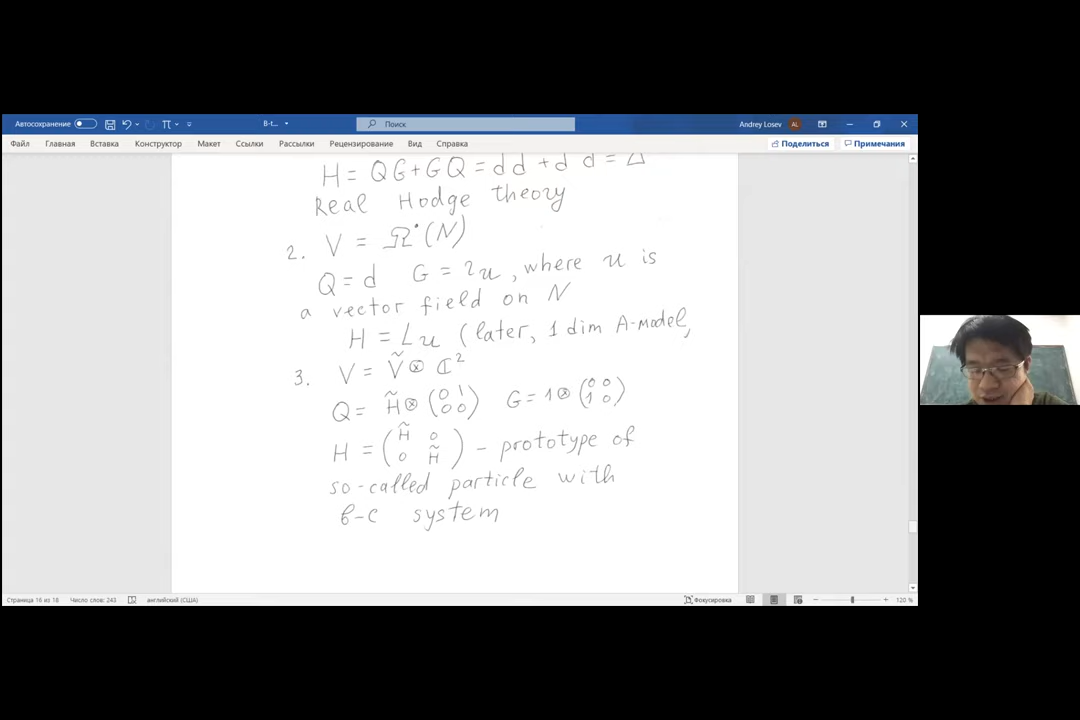 Автосохранение
B-t...
Поиск
Andrey Losev
AL
Файл Главная Вставка Конструктор Макет Ссылки Рассылки Рецензирование Вид Справка
Поделиться
Примечания
H = QG + GQ = dd + dd = Δ
Real Hodge theory
2. V = Ω•(N)
Q = d G = ιu, where u is
a vector field on N
H = Lu (later, 1 dim A-model,
3. V = Ṽ ⊗ ℂ²
Q = H̃ ⊗ (0 1 0 0) G = 1 ⊗ (0 0 1 0)
H = (H̃ 0 0 H̃) – prototype of
so-called particle with
b-c system
Страница 16 из 18 Число слов: 243 английский (США)
Фокусировка
120 %